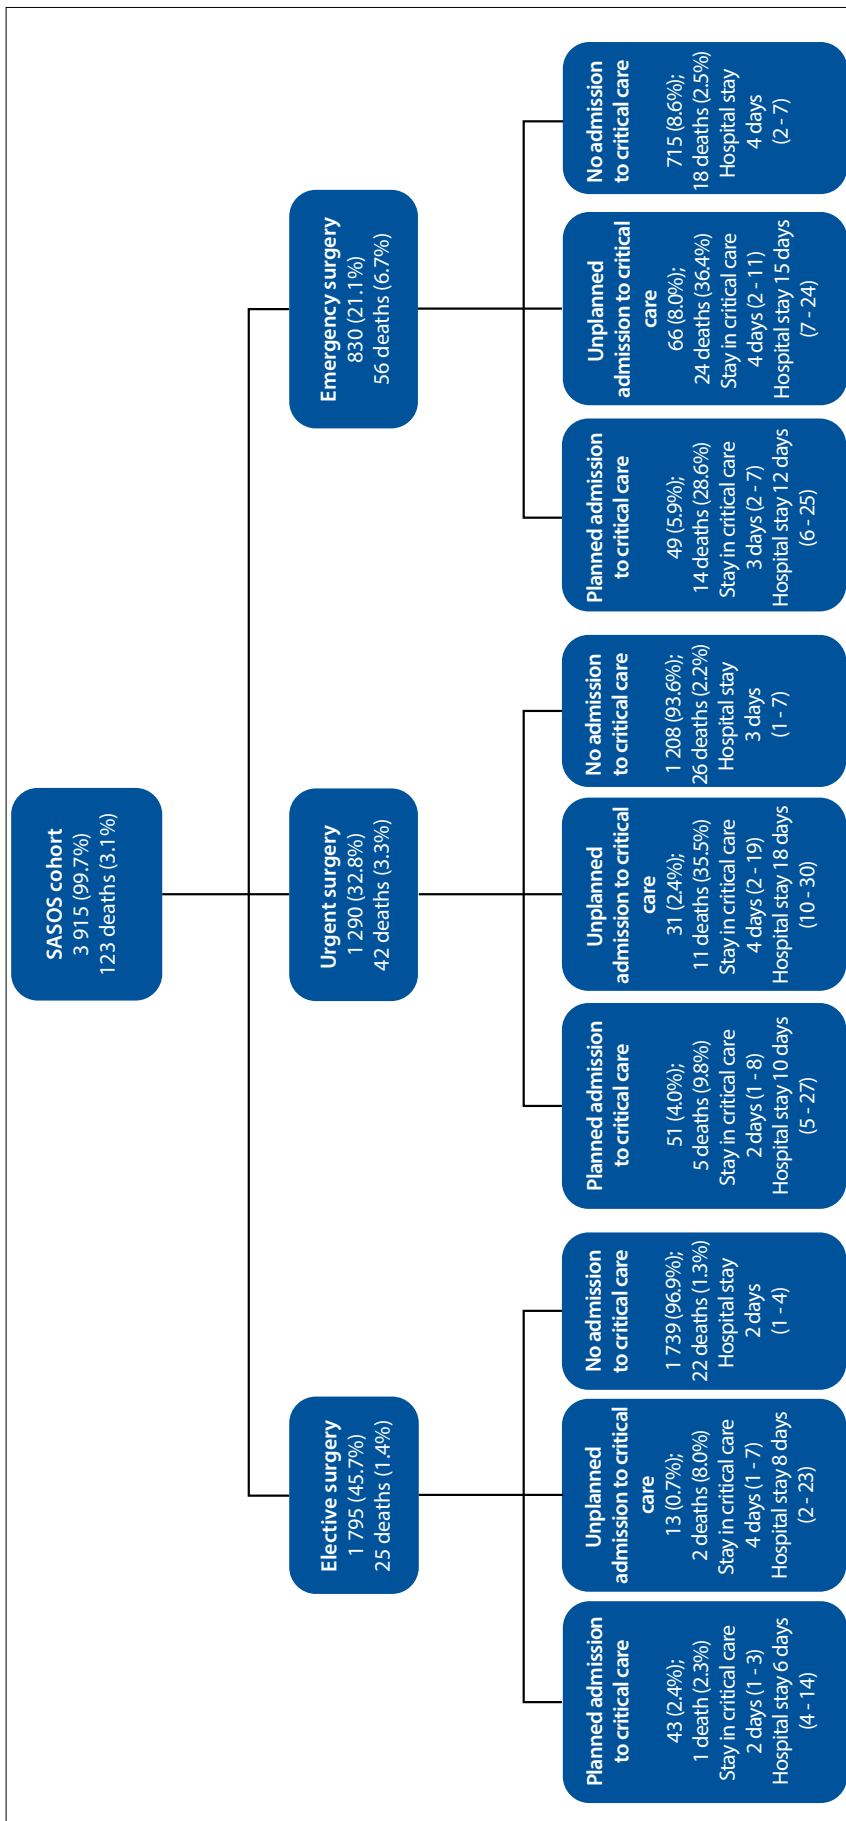 SASOS cohort
3 915 (99.7%)
123 deaths (3.1%)
Elective surgery
1 795 (45.7%)
25 deaths (1.4%)
Urgent surgery
1 290 (32.8%)
42 deaths (3.3%)
Emergency surgery
830 (21.1%)
56 deaths (6.7%)
Planned admission
to critical care
43 (2.4%);
1 death (2.3%)
Stay in critical care
2 days (1 - 3)
Hospital stay 6 days
(4 - 14)
Unplanned
admission to critical
care
13 (0.7%);
2 deaths (8.0%)
Stay in critical care
4 days (1 - 7)
Hospital stay 8 days
(2 - 23)
No admission
to critical care
1 739 (96.9%);
22 deaths (1.3%)
Hospital stay
2 days
(1 - 4)
Planned admission
to critical care
51 (4.0%);
5 deaths (9.8%)
Stay in critical care
2 days (1 - 8)
Hospital stay 10 days
(5 - 27)
Unplanned
admission to critical
care
31 (2.4%);
11 deaths (35.5%)
Stay in critical care
4 days (2 - 19)
Hospital stay 18 days
(10 - 30)
No admission
to critical care
1 208 (93.6%);
26 deaths (2.2%)
Hospital stay
3 days
(1 - 7)
Planned admission
to critical care
49 (5.9%);
14 deaths (28.6%)
Stay in critical care
3 days (2 - 7)
Hospital stay 12 days
(6 - 25)
Unplanned
admission to critical
care
66 (8.0%);
24 deaths (36.4%)
Stay in critical care
4 days (2 - 11)
Hospital stay 15 days
(7 - 24)
No admission
to critical care
715 (8.6%);
18 deaths (2.5%)
Hospital stay
4 days
(2 - 7)